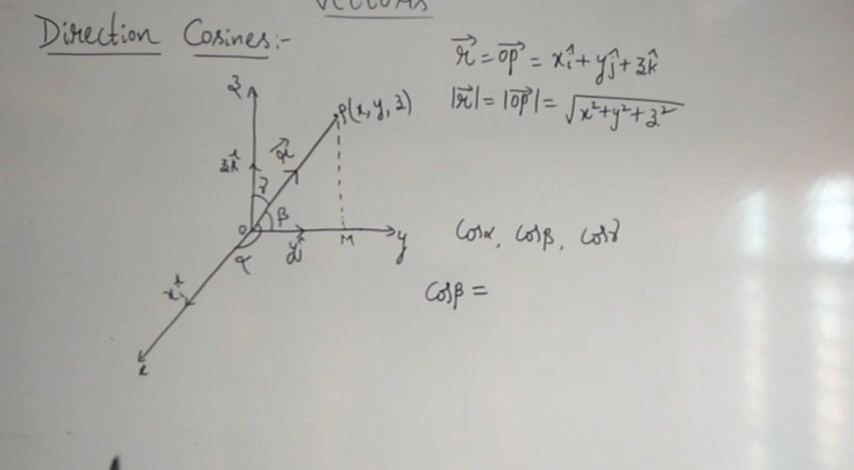 Direction Cosines:-
r⃗ = OP⃗ = xî + yĵ + zk̂
|r⃗| = |OP⃗| = √x²+y²+z²
z
P(x, y, z)
zk̂
r⃗
γ
β
O
yĵ
M
y
α
xî
x
Cosα, Cosβ, Cosγ
Cosβ =